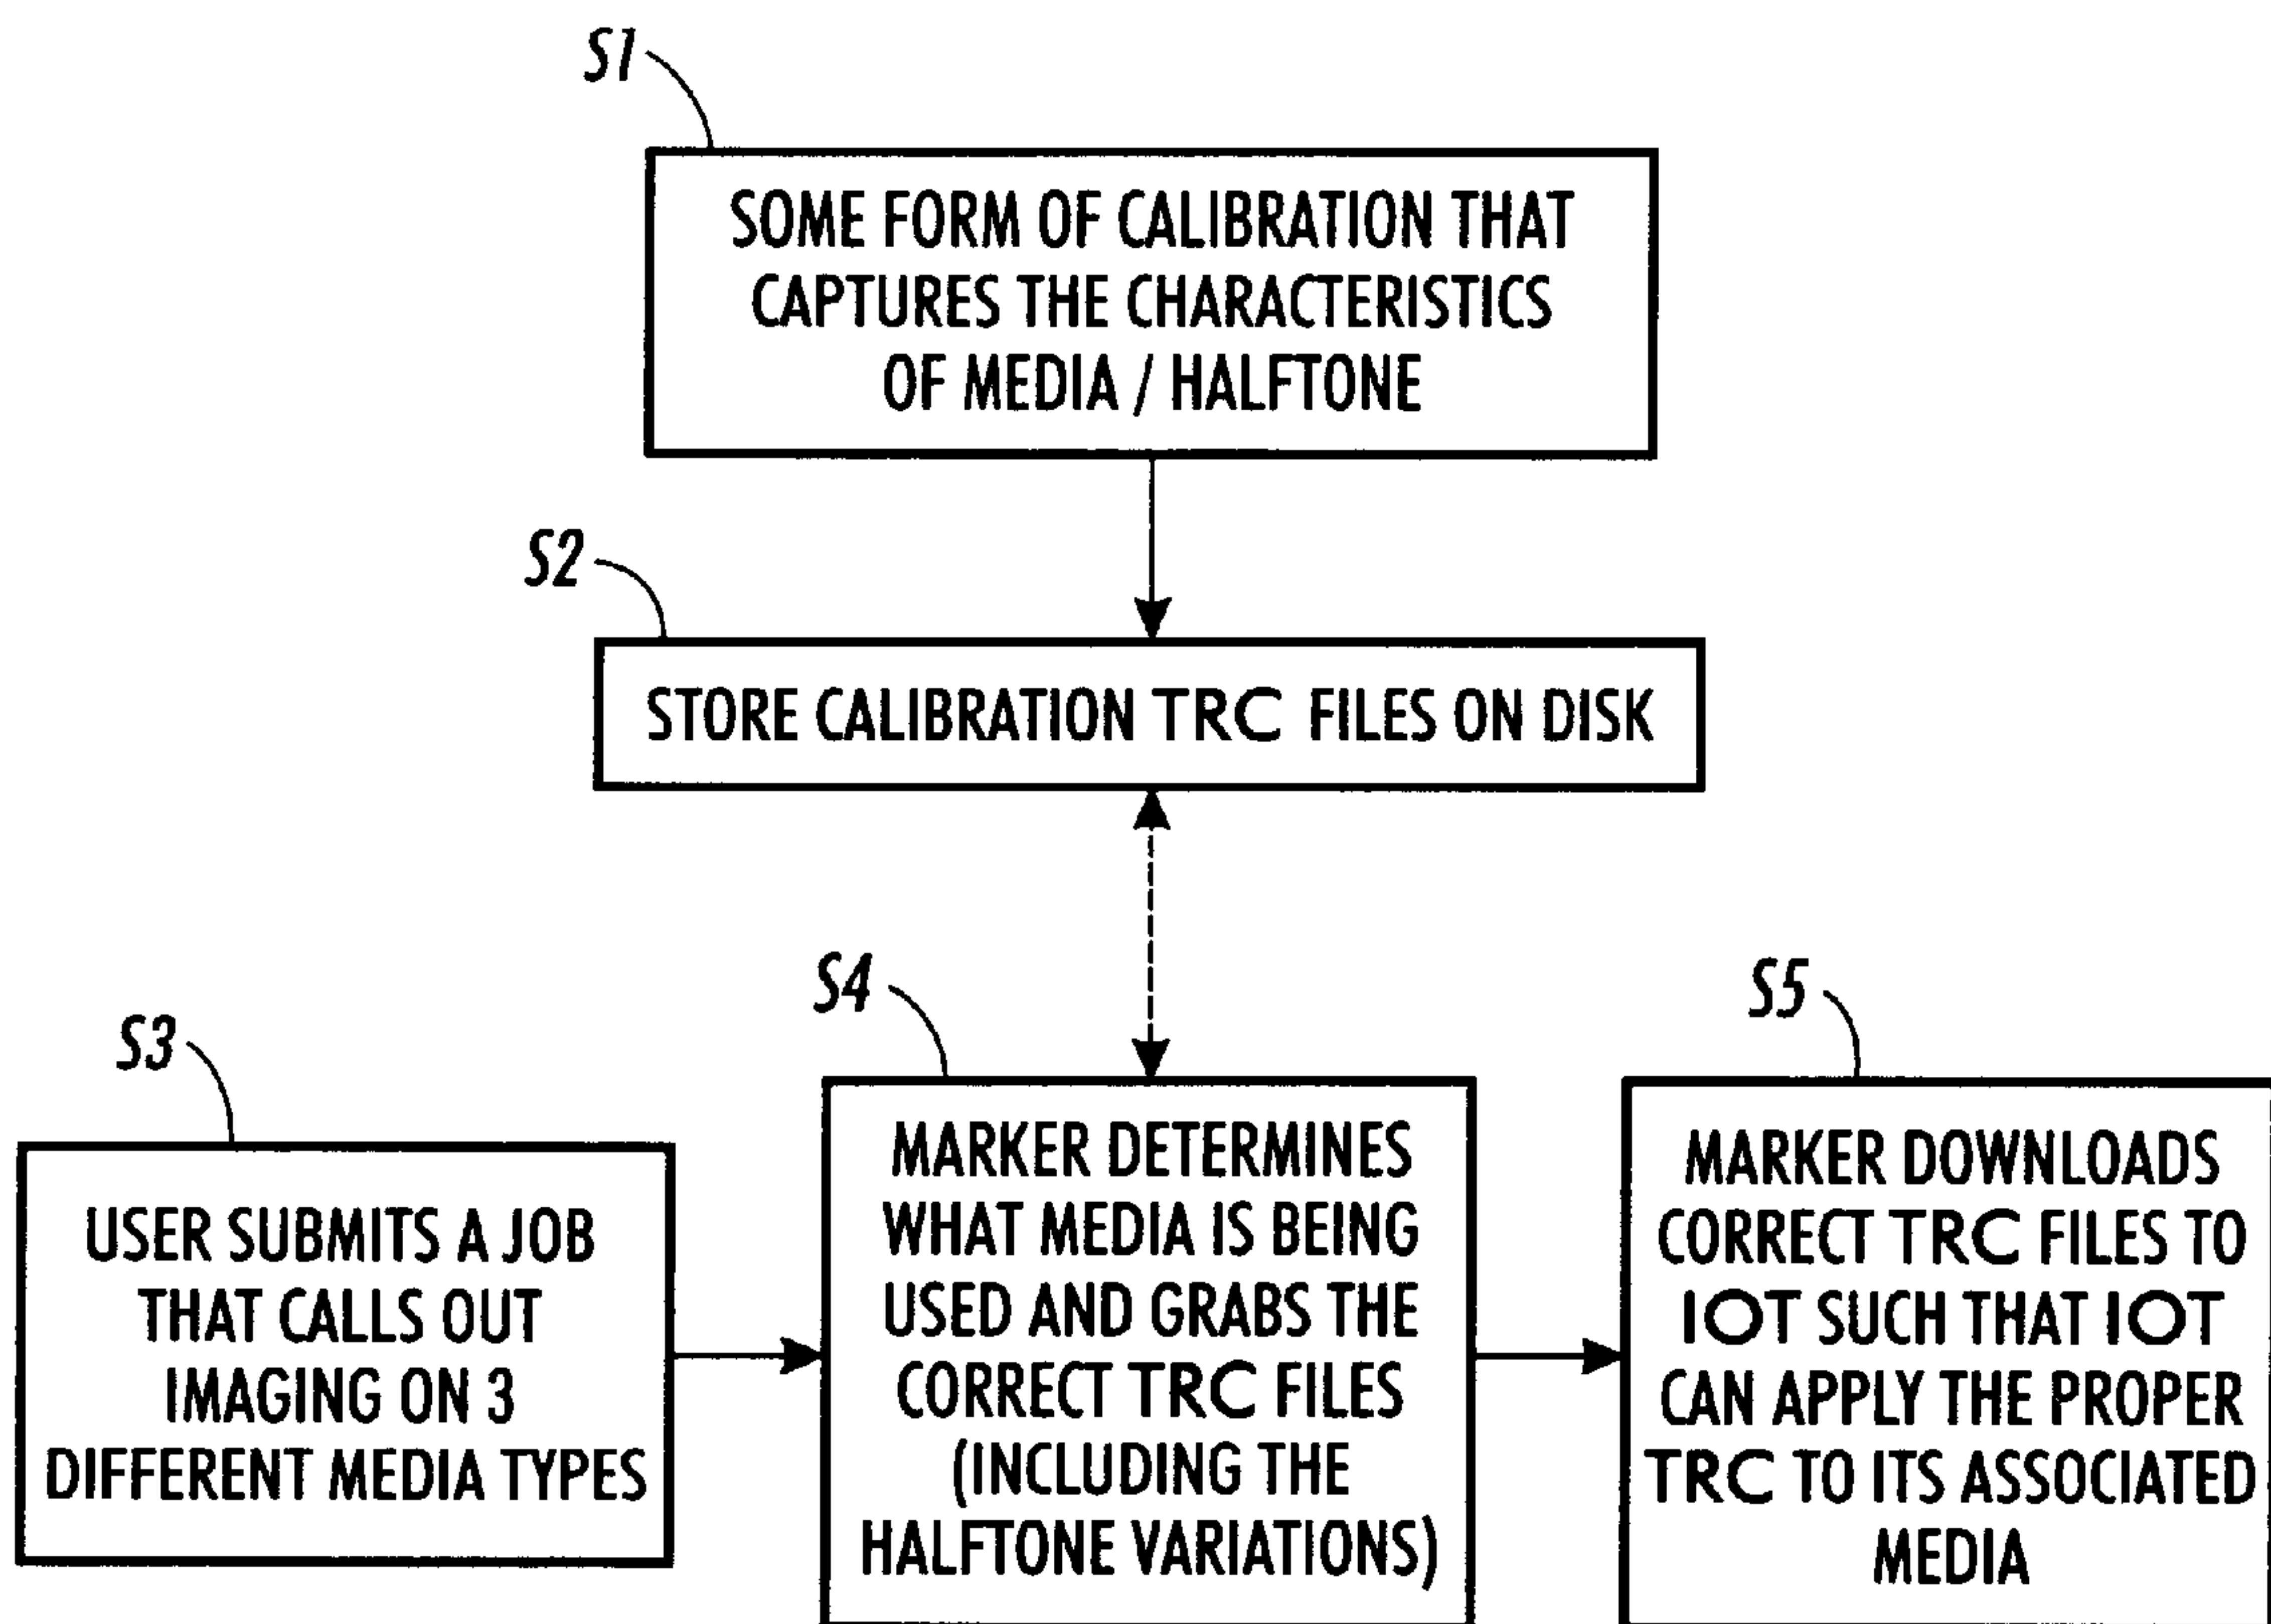 S1
SOME FORM OF CALIBRATION THAT
CAPTURES THE CHARACTERISTICS
OF MEDIA / HALFTONE
S2
STORE CALIBRATION TRC FILES ON DISK
S3
USER SUBMITS A JOB
THAT CALLS OUT
IMAGING ON 3
DIFFERENT MEDIA TYPES
S4
MARKER DETERMINES
WHAT MEDIA IS BEING
USED AND GRABS THE
CORRECT TRC FILES
(INCLUDING THE
HALFTONE VARIATIONS)
S5
MARKER DOWNLOADS
CORRECT TRC FILES TO
IOT SUCH THAT IOT
CAN APPLY THE PROPER
TRC TO ITS ASSOCIATED
MEDIA